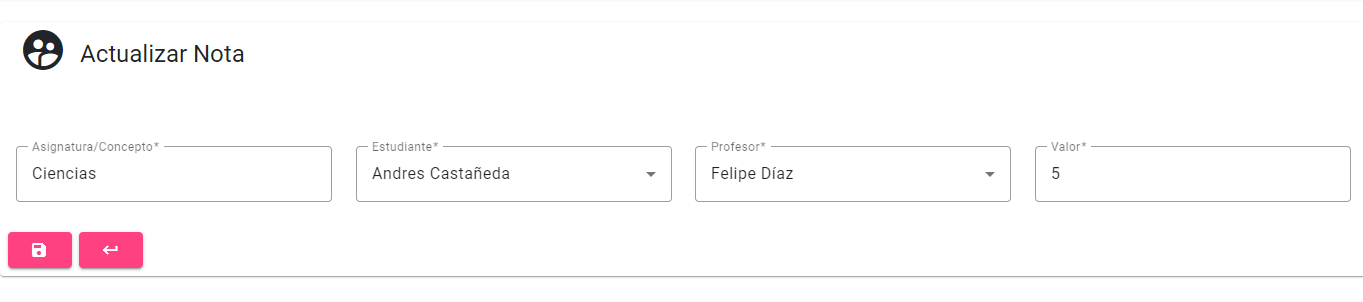 Actualizar Nota
Asignatura/Concepto* Estudiante* Profesor* Valor*
Ciencias Andres Castañeda Felipe Díaz 5